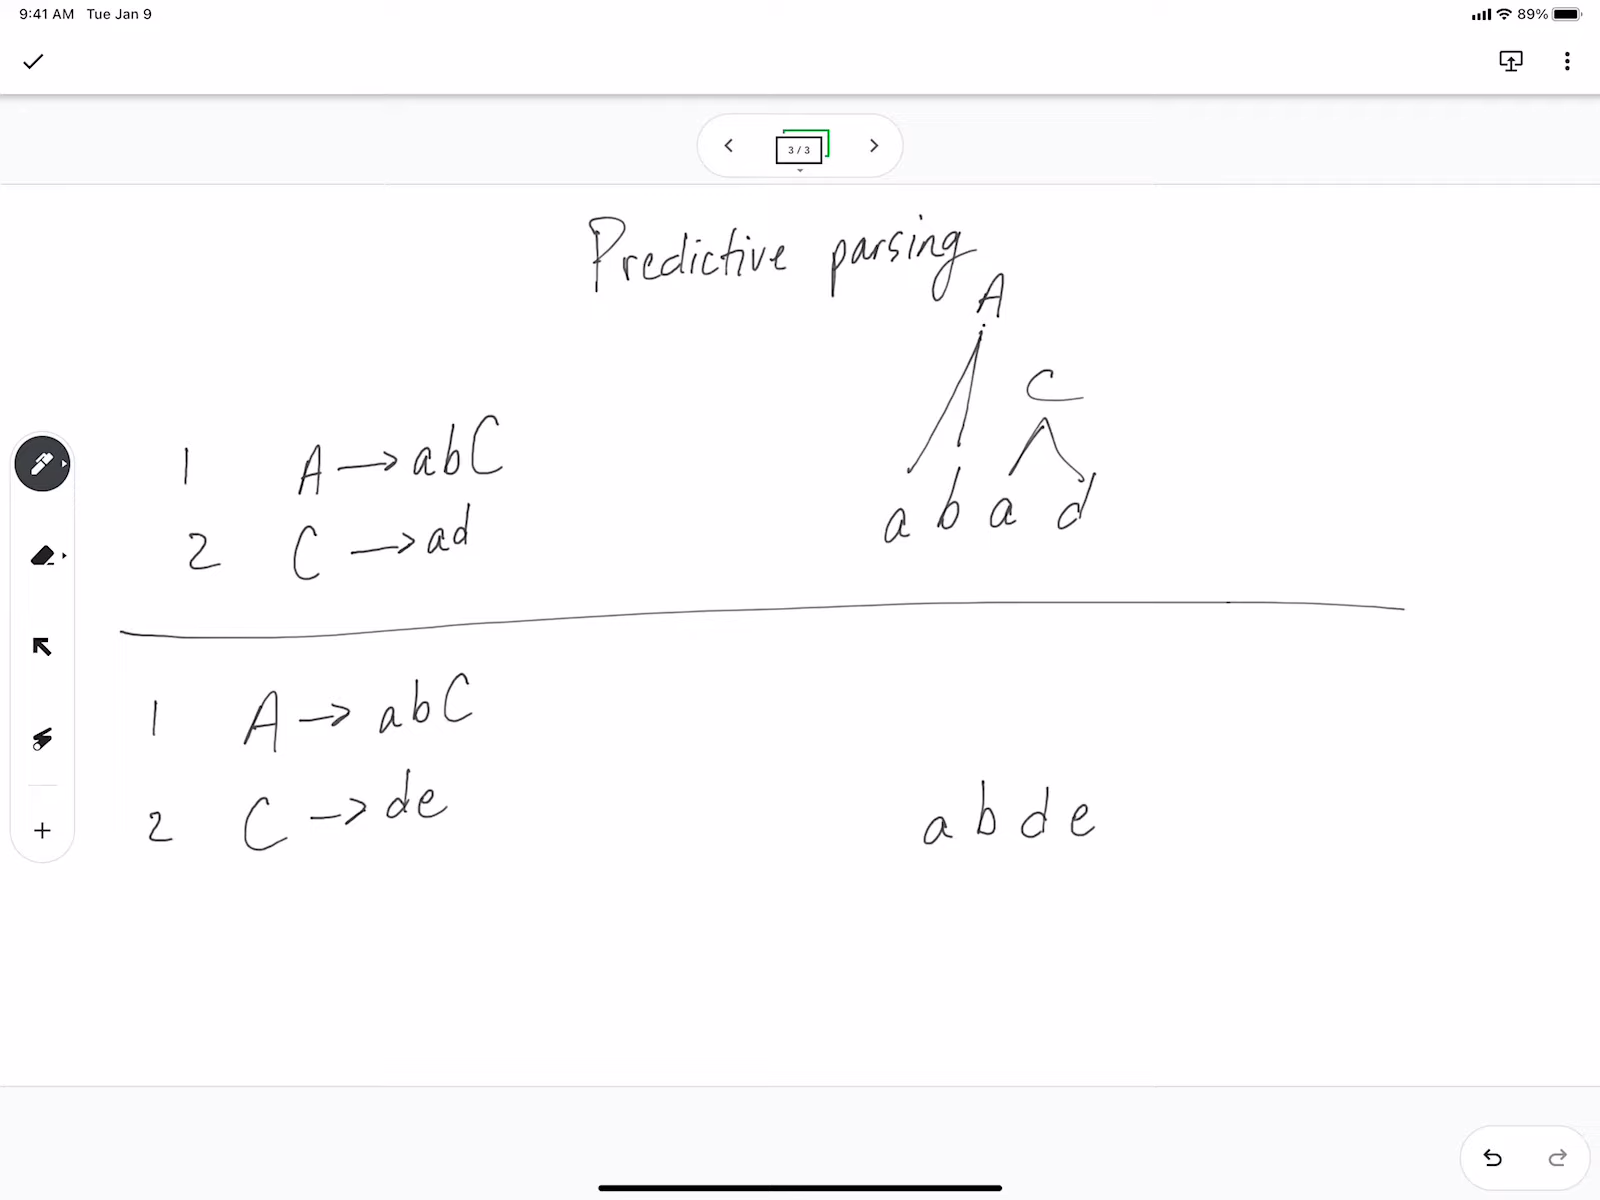 9:41 AM Tue Jan 9
89%
3 / 3
Predictive parsing
A
C
1 A → abC
2 C → ad
a b a d
1 A → abC
2 C → de
a b d e